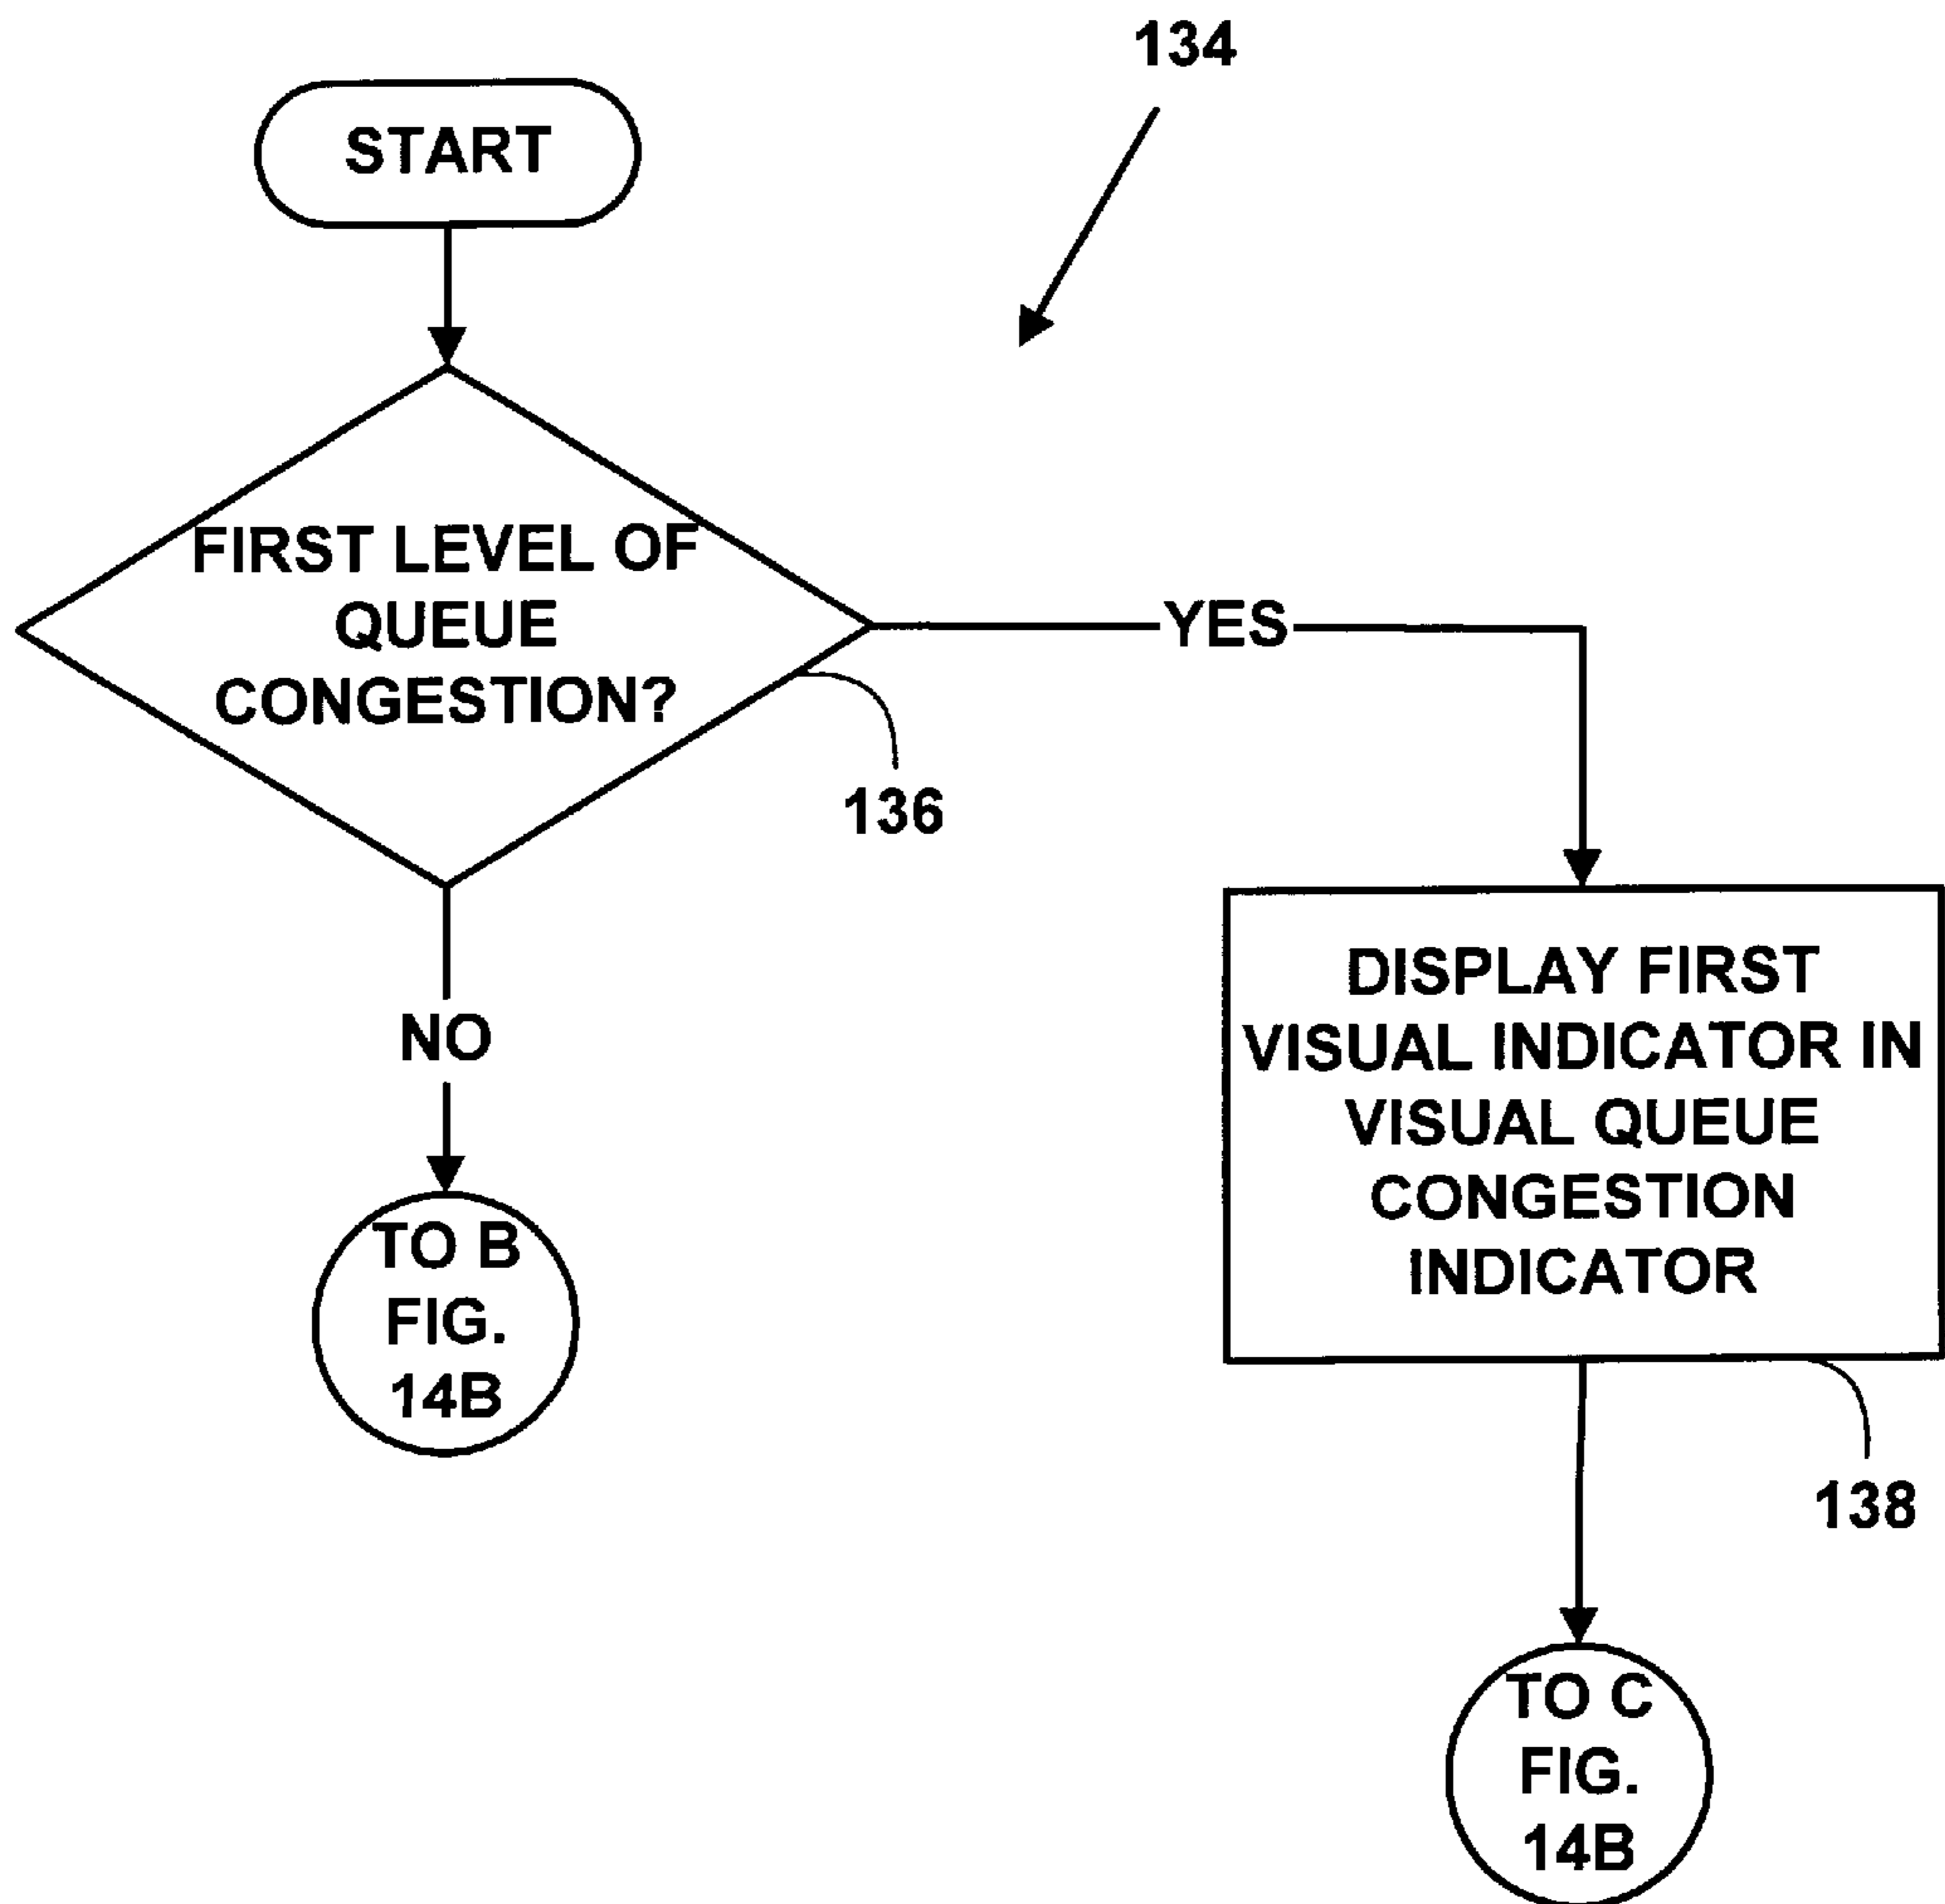 134
START
FIRST LEVEL OF
QUEUE
CONGESTION?
YES
136
NO
TO B
FIG.
14B
DISPLAY FIRST
VISUAL INDICATOR IN
VISUAL QUEUE
CONGESTION
INDICATOR
138
TO C
FIG.
14B